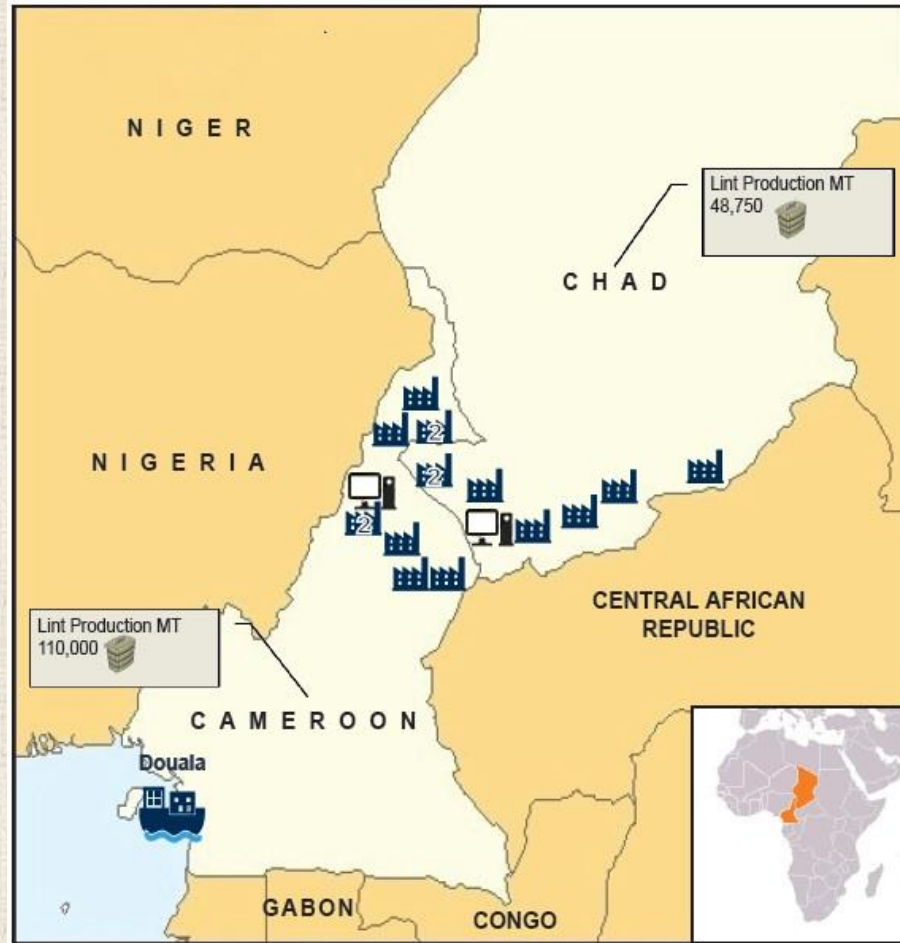 NIGER
Lint Production MT
48,750
CHAD
NIGERIA
2
2
2
CENTRAL AFRICAN
REPUBLIC
Lint Production MT
110,000
CAMEROON
Douala
GABON
CONGO